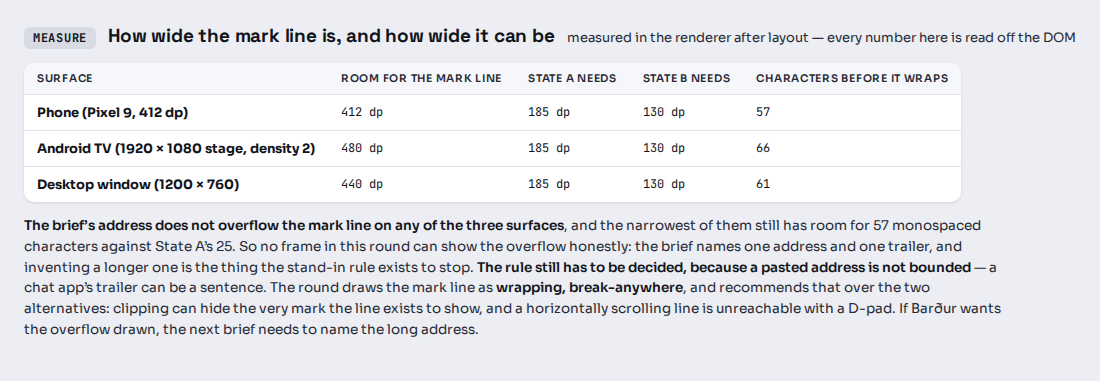 MEASURE How wide the mark line is, and how wide it can be measured in the renderer after layout — every number here is read off the DOM
SURFACE ROOM FOR THE MARK LINE STATE A NEEDS STATE B NEEDS CHARACTERS BEFORE IT WRAPS
Phone (Pixel 9, 412 dp) 412 dp 185 dp 130 dp 57
Android TV (1920 × 1080 stage, density 2) 480 dp 185 dp 130 dp 66
Desktop window (1200 × 760) 440 dp 185 dp 130 dp 61
The brief's address does not overflow the mark line on any of the three surfaces, and the narrowest of them still has room for 57 monospaced
characters against State A's 25. So no frame in this round can show the overflow honestly: the brief names one address and one trailer, and
inventing a longer one is the thing the stand-in rule exists to stop. The rule still has to be decided, because a pasted address is not bounded — a
chat app's trailer can be a sentence. The round draws the mark line as wrapping, break-anywhere, and recommends that over the two
alternatives: clipping can hide the very mark the line exists to show, and a horizontally scrolling line is unreachable with a D-pad. If Barður wants
the overflow drawn, the next brief needs to name the long address.